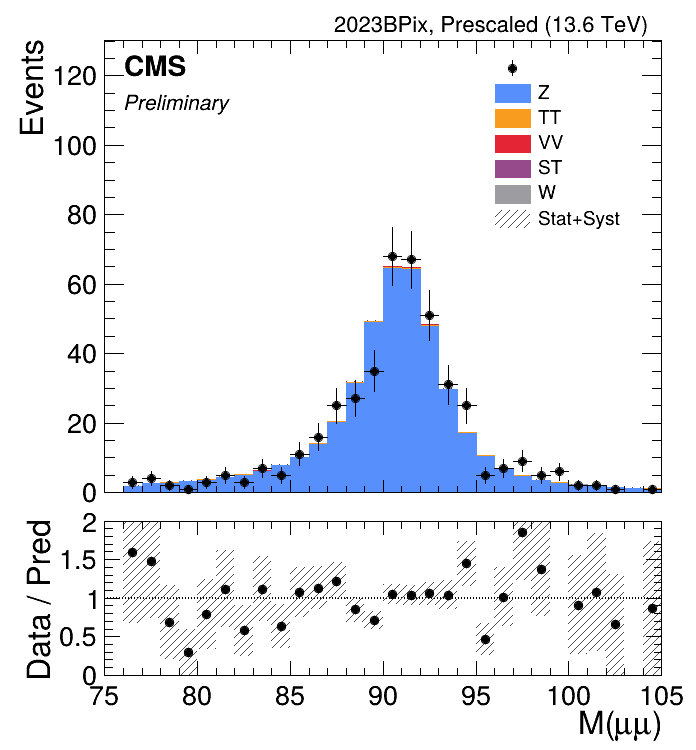 2023BPix, Prescaled (13.6 TeV)
CMS
Preliminary
Events
120
100
80
60
40
20
0
Z
TT
VV
ST
W
Stat+Syst
Data / Pred
2
1.5
1
0.5
0
75 80 85 90 95 100 105
M(μμ)